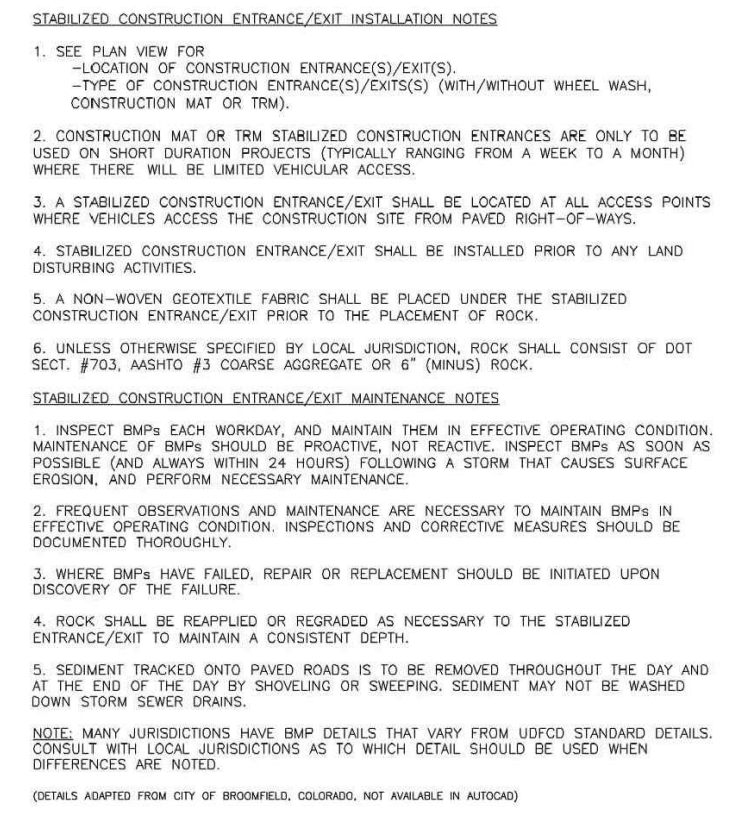 STABILIZED CONSTRUCTION ENTRANCE/EXIT INSTALLATION NOTES
1. SEE PLAN VIEW FOR
-LOCATION OF CONSTRUCTION ENTRANCE(S)/EXIT(S).
-TYPE OF CONSTRUCTION ENTRANCE(S)/EXITS(S) (WITH/WITHOUT WHEEL WASH,
CONSTRUCTION MAT OR TRM).
2. CONSTRUCTION MAT OR TRM STABILIZED CONSTRUCTION ENTRANCES ARE ONLY TO BE
USED ON SHORT DURATION PROJECTS (TYPICALLY RANGING FROM A WEEK TO A MONTH)
WHERE THERE WILL BE LIMITED VEHICULAR ACCESS.
3. A STABILIZED CONSTRUCTION ENTRANCE/EXIT SHALL BE LOCATED AT ALL ACCESS POINTS
WHERE VEHICLES ACCESS THE CONSTRUCTION SITE FROM PAVED RIGHT-OF-WAYS.
4. STABILIZED CONSTRUCTION ENTRANCE/EXIT SHALL BE INSTALLED PRIOR TO ANY LAND
DISTURBING ACTIVITIES.
5. A NON-WOVEN GEOTEXTILE FABRIC SHALL BE PLACED UNDER THE STABILIZED
CONSTRUCTION ENTRANCE/EXIT PRIOR TO THE PLACEMENT OF ROCK.
6. UNLESS OTHERWISE SPECIFIED BY LOCAL JURISDICTION, ROCK SHALL CONSIST OF DOT
SECT. #703, AASHTO #3 COARSE AGGREGATE OR 6" (MINUS) ROCK.
STABILIZED CONSTRUCTION ENTRANCE/EXIT MAINTENANCE NOTES
1. INSPECT BMPs EACH WORKDAY, AND MAINTAIN THEM IN EFFECTIVE OPERATING CONDITION.
MAINTENANCE OF BMPs SHOULD BE PROACTIVE, NOT REACTIVE. INSPECT BMPs AS SOON AS
POSSIBLE (AND ALWAYS WITHIN 24 HOURS) FOLLOWING A STORM THAT CAUSES SURFACE
EROSION, AND PERFORM NECESSARY MAINTENANCE.
2. FREQUENT OBSERVATIONS AND MAINTENANCE ARE NECESSARY TO MAINTAIN BMPs IN
EFFECTIVE OPERATING CONDITION. INSPECTIONS AND CORRECTIVE MEASURES SHOULD BE
DOCUMENTED THOROUGHLY.
3. WHERE BMPs HAVE FAILED, REPAIR OR REPLACEMENT SHOULD BE INITIATED UPON
DISCOVERY OF THE FAILURE.
4. ROCK SHALL BE REAPPLIED OR REGRADED AS NECESSARY TO THE STABILIZED
ENTRANCE/EXIT TO MAINTAIN A CONSISTENT DEPTH.
5. SEDIMENT TRACKED ONTO PAVED ROADS IS TO BE REMOVED THROUGHOUT THE DAY AND
AT THE END OF THE DAY BY SHOVELING OR SWEEPING. SEDIMENT MAY NOT BE WASHED
DOWN STORM SEWER DRAINS.
NOTE: MANY JURISDICTIONS HAVE BMP DETAILS THAT VARY FROM UDFCD STANDARD DETAILS.
CONSULT WITH LOCAL JURISDICTIONS AS TO WHICH DETAIL SHOULD BE USED WHEN
DIFFERENCES ARE NOTED.
(DETAILS ADAPTED FROM CITY OF BROOMFIELD, COLORADO, NOT AVAILABLE IN AUTOCAD)